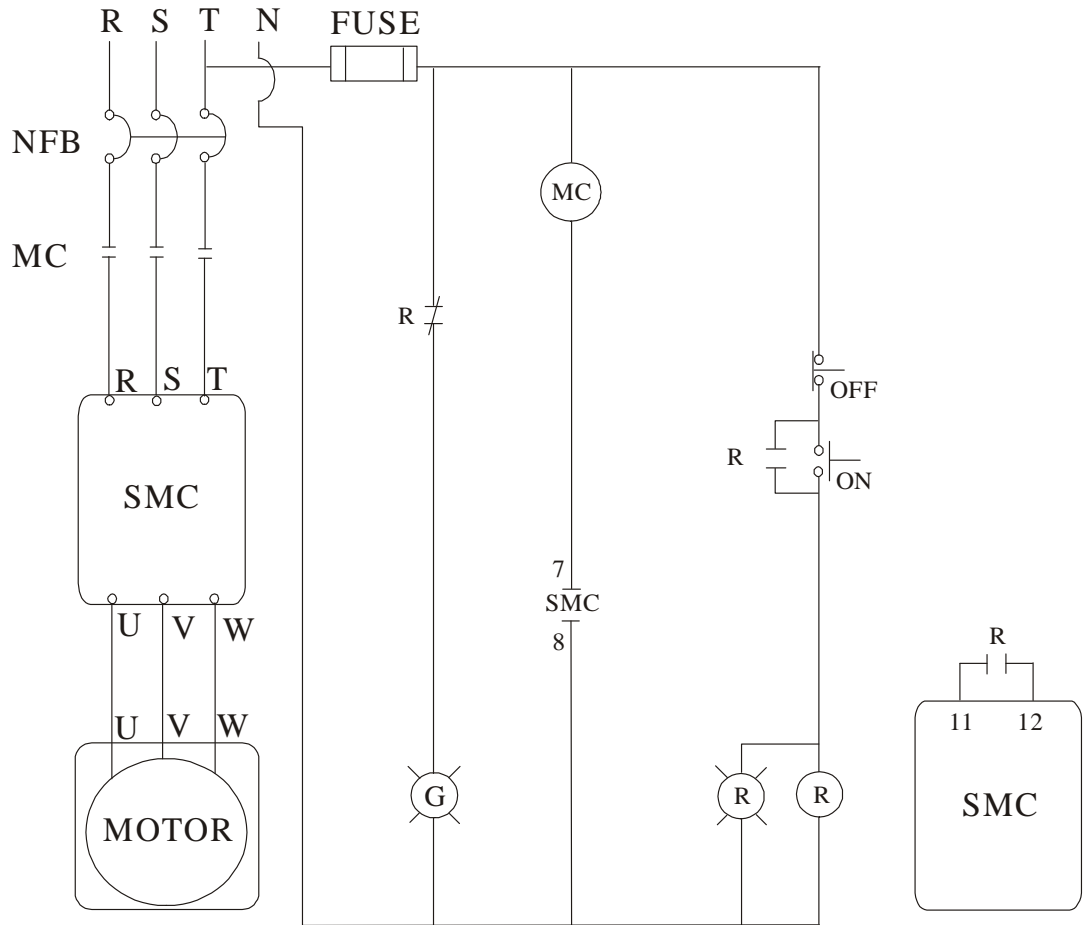 R S T N FUSE
NFB
MC
MC
R
R S T
OFF
R
ON
SMC
7
SMC
8
U V W
R
11 12
U V W
G
R
R
SMC
MOTOR